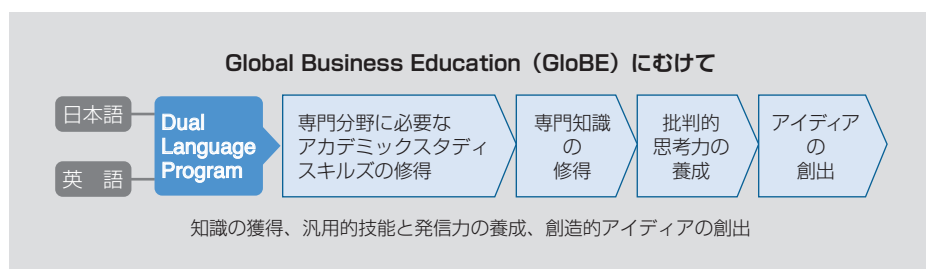 Global Business Education（GloBE）にむけて
日本語
英　語
Dual
Language
Program
専門分野に必要な
アカデミックスタディ
スキルズの修得
専門知識
の
修得
批判的
思考力の
養成
アイディア
の
創出
知識の獲得、汎用的技能と発信力の養成、創造的アイディアの創出